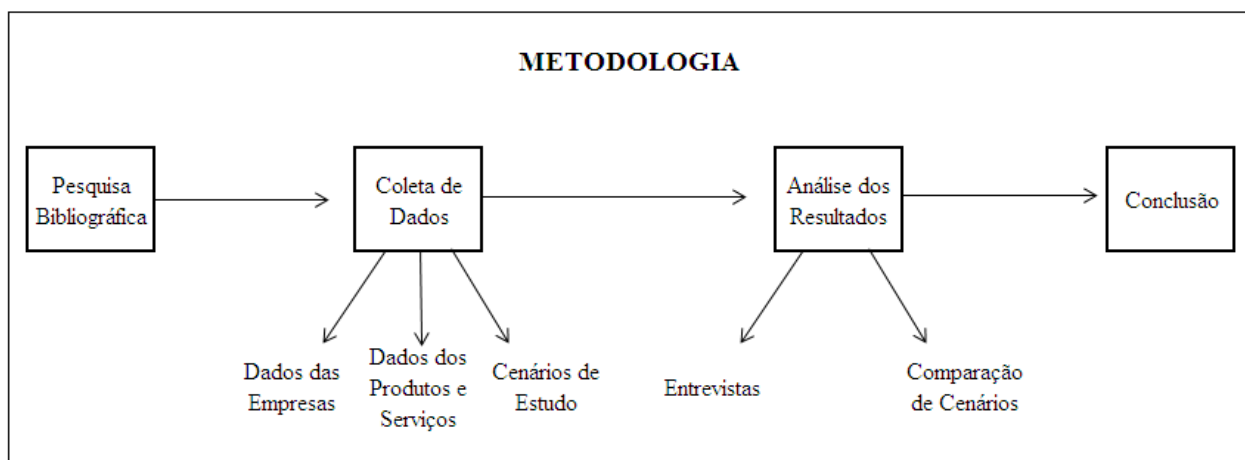 METODOLOGIA
Pesquisa
Bibliográfica
Coleta de
Dados
Análise dos
Resultados
Conclusão
Dados das
Empresas
Dados dos
Produtos e
Serviços
Cenários de
Estudo
Entrevistas
Comparação
de Cenários